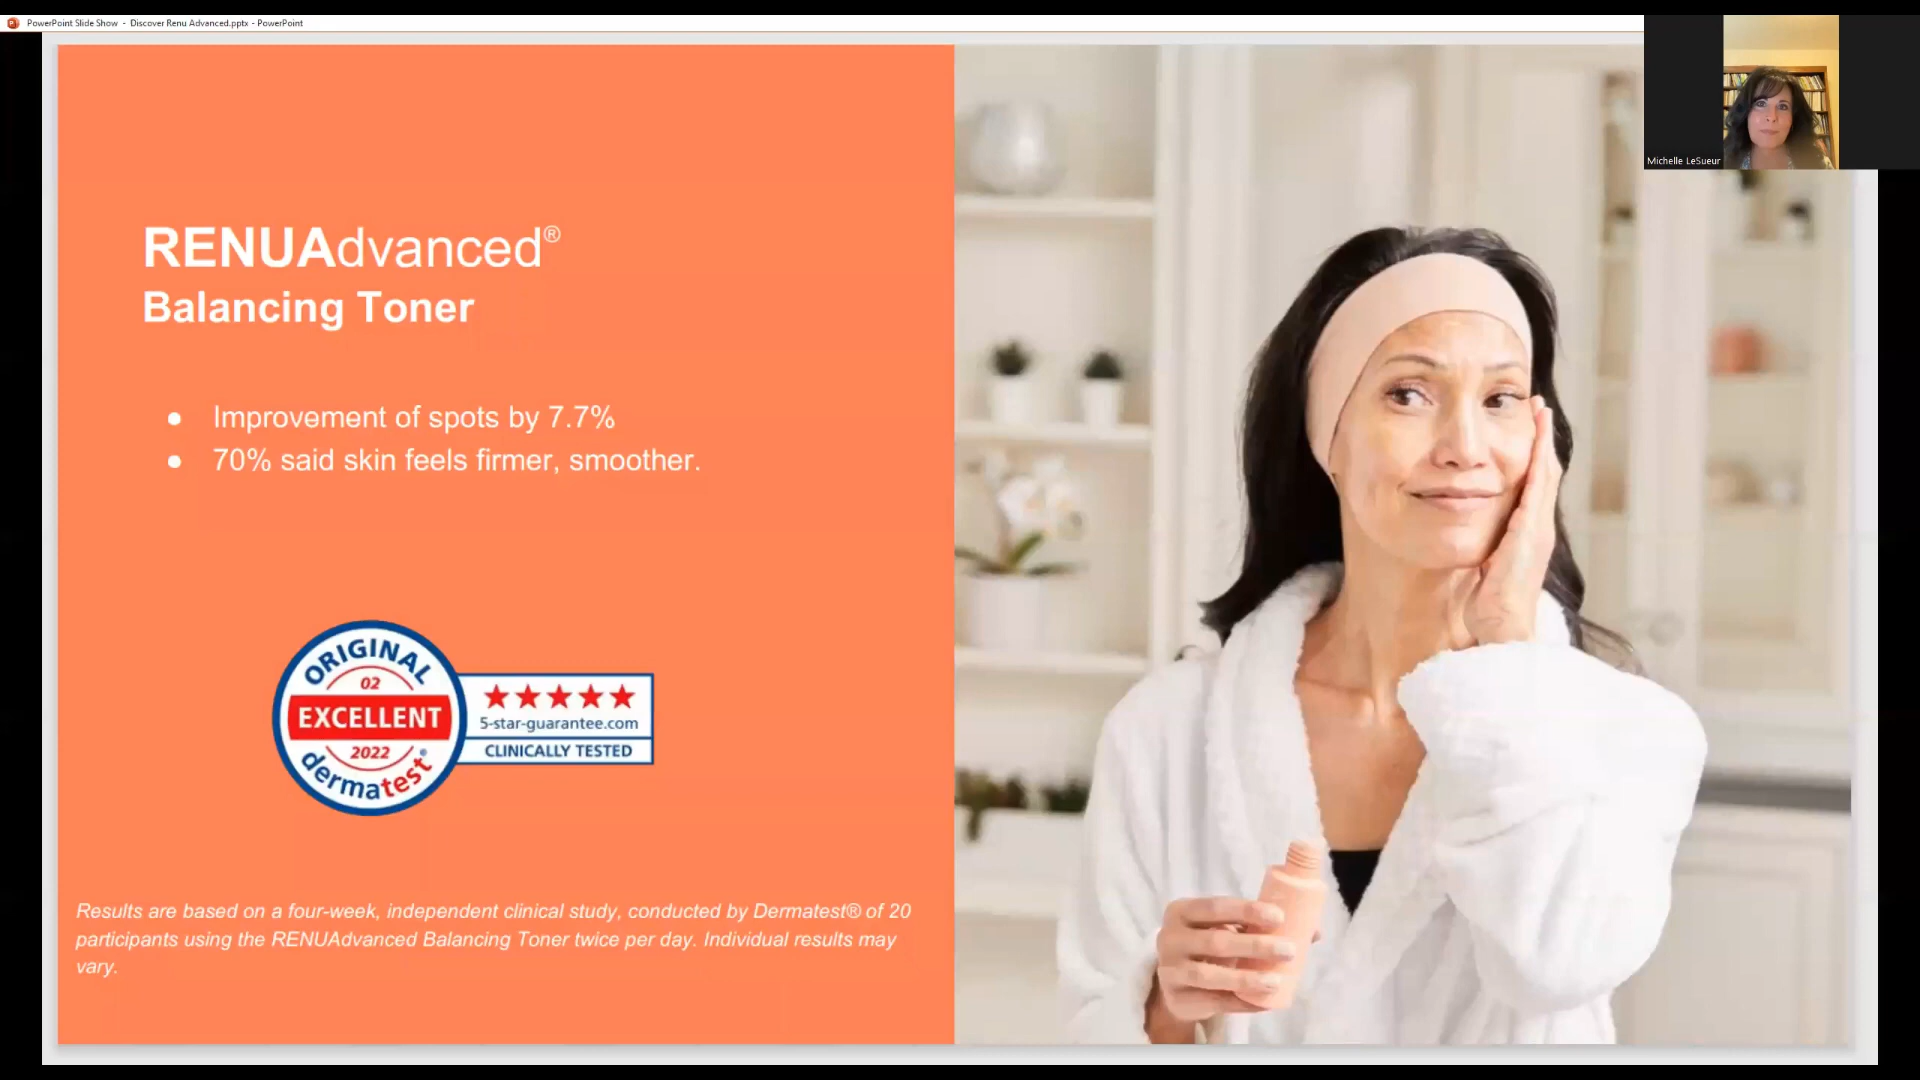 PowerPoint Slide Show - Discover Renu Advanced.pptx - PowerPoint
Michelle LeSueur
RENUAdvanced®
Balancing Toner
● Improvement of spots by 7.7%
● 70% said skin feels firmer, smoother.
ORIGINAL
02
EXCELLENT
2022
dermatest®
5-star-guarantee.com
CLINICALLY TESTED
Results are based on a four-week, independent clinical study, conducted by Dermatest® of 20
participants using the RENUAdvanced Balancing Toner twice per day. Individual results may
vary.